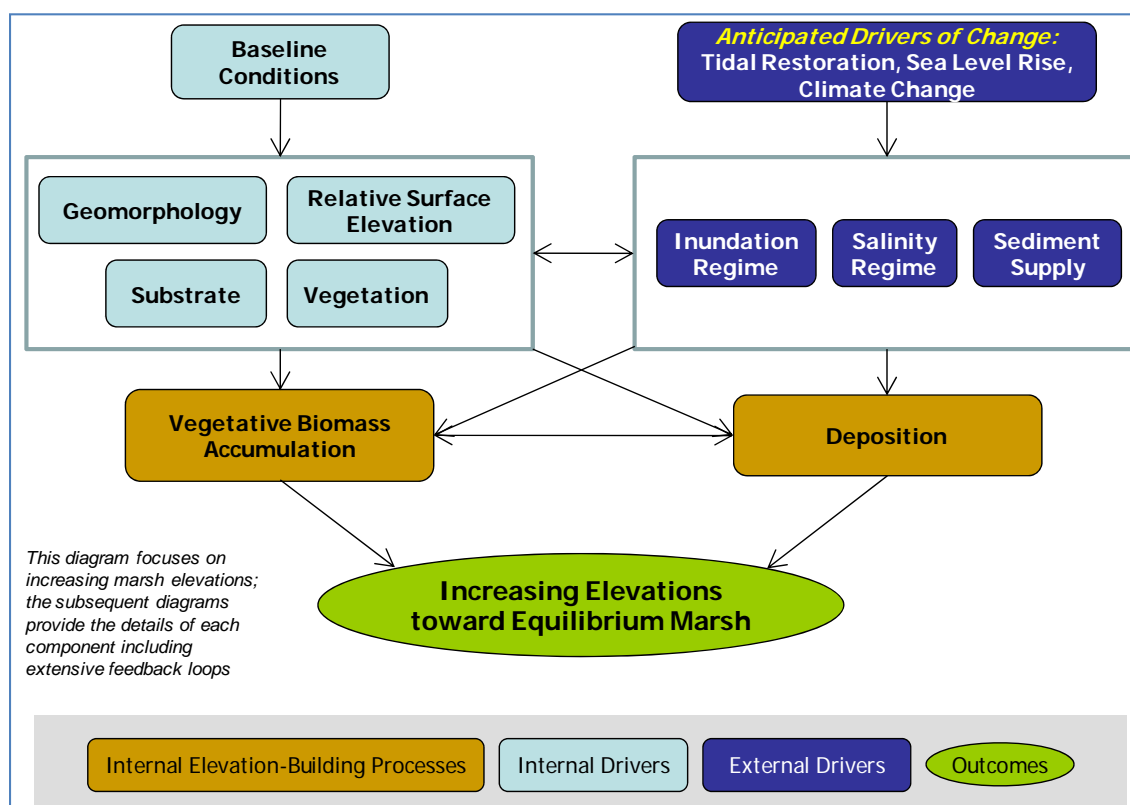 Baseline
Conditions
Anticipated Drivers of Change:
Tidal Restoration, Sea Level Rise,
Climate Change
Geomorphology
Relative Surface
Elevation
Substrate
Vegetation
Inundation
Regime
Salinity
Regime
Sediment
Supply
Vegetative Biomass
Accumulation
Deposition
This diagram focuses on
increasing marsh elevations;
the subsequent diagrams
provide the details of each
component including
extensive feedback loops
Increasing Elevations
toward Equilibrium Marsh
Internal Elevation-Building Processes
Internal Drivers
External Drivers
Outcomes